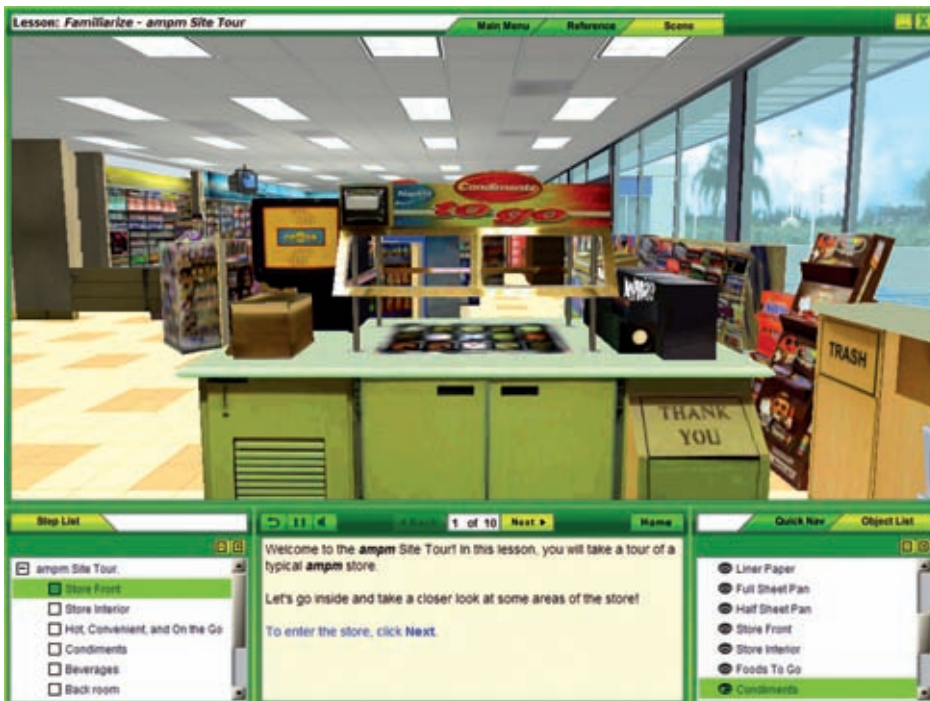 Lesson: Familiarize - ampm Site Tour
Main Menu
Reference
Scene
Condiments
to go
TRASH
THANK
YOU
Step List
Back
1 of 10
Next
Home
Quick Nav
Object List
ampm Site Tour.
Store Front
Store Interior
Hot, Convenient, and On the Go
Condiments
Beverages
Back room
Welcome to the ampm Site Tour! In this lesson, you will take a tour of a
typical ampm store.
Let's go inside and take a closer look at some areas of the store!
To enter the store, click Next.
Liner Paper
Full Sheet Pan
Half Sheet Pan
Store Front
Store Interior
Foods To Go
Condiments